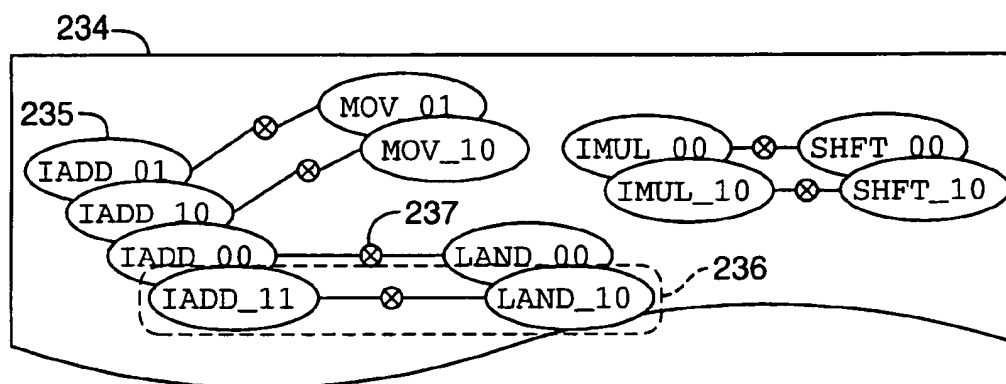 234
235
MOV_01
MOV_10
IADD_01
IADD_10
IADD_00
IADD_11
237
LAND_00
LAND_10
236
IMUL_00
IMUL_10
SHFT_00
SHFT_10